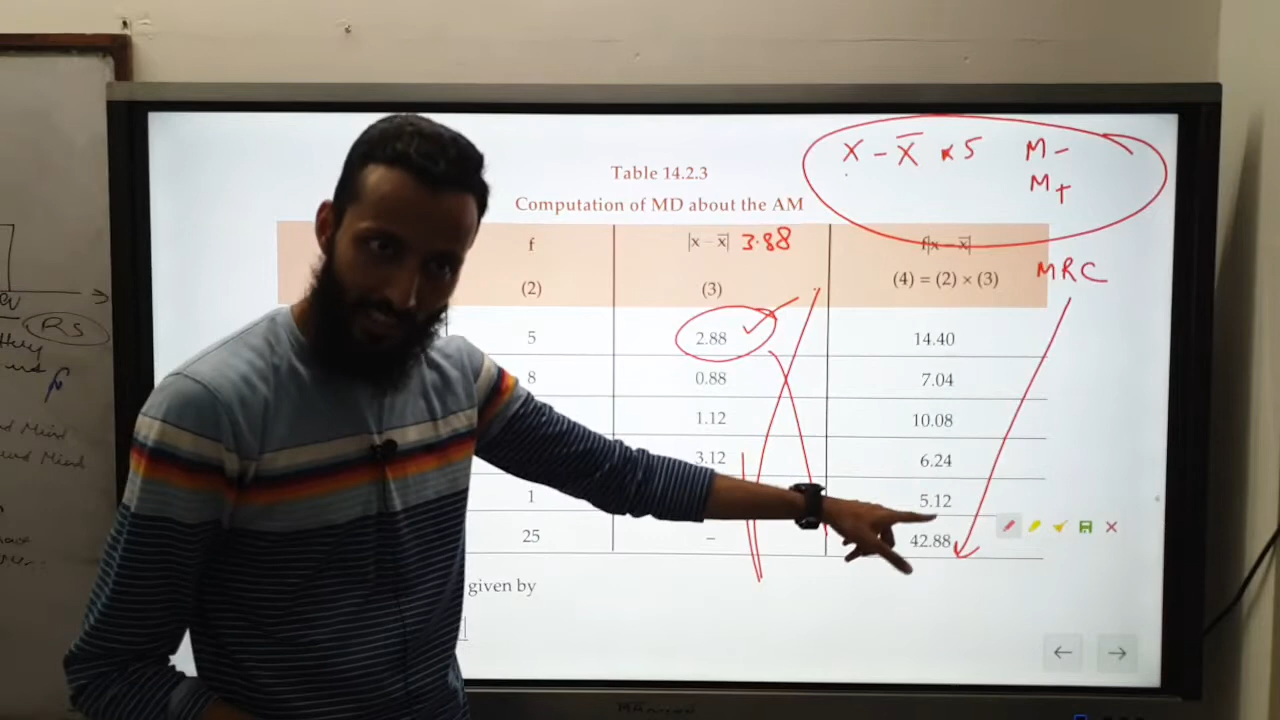 X - X̅ × 5 M-
M+
Table 14.2.3
Computation of MD about the AM
f |x − x̅| 3.88 f|x − x̅|
(2) (3) (4) = (2) × (3)
MRC
5 2.88 14.40
8 0.88 7.04
1.12 10.08
3.12 6.24
1 5.12
25 – 42.88
given by
RS